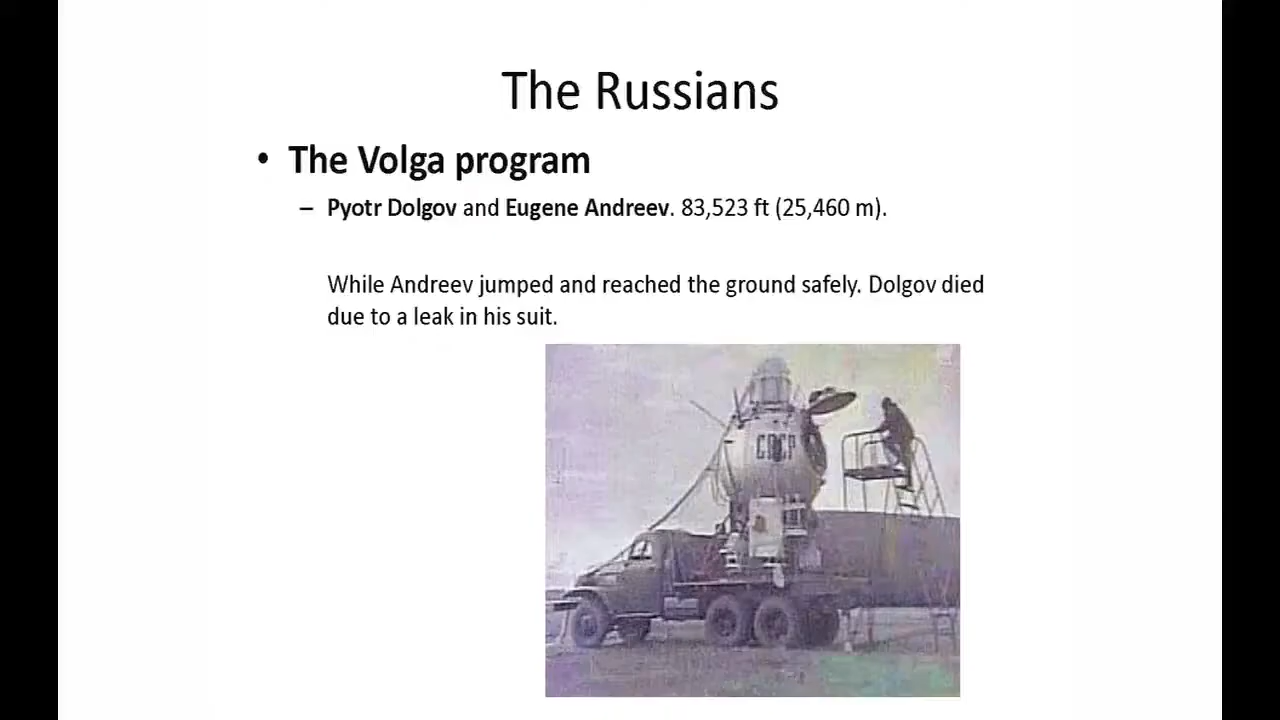 The Russians
• The Volga program
– Pyotr Dolgov and Eugene Andreev. 83,523 ft (25,460 m).
While Andreev jumped and reached the ground safely. Dolgov died
due to a leak in his suit.
СССР